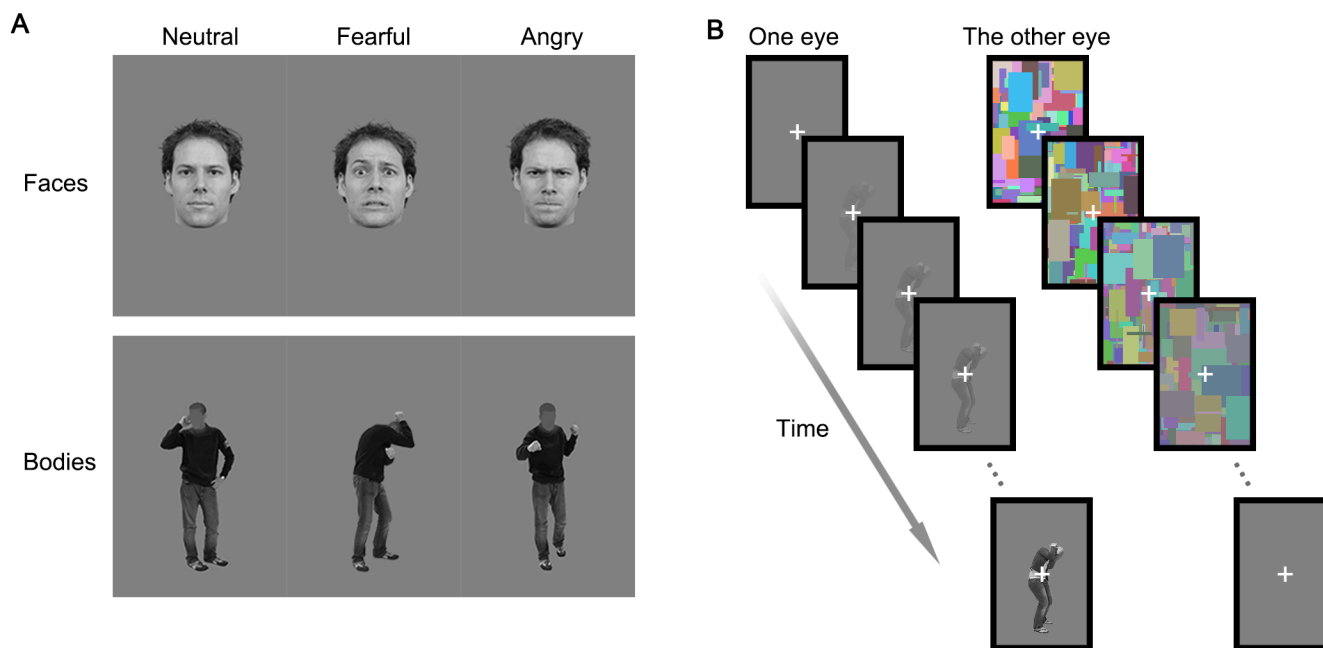 A
Neutral Fearful Angry
Faces
Bodies
B
One eye The other eye
Time